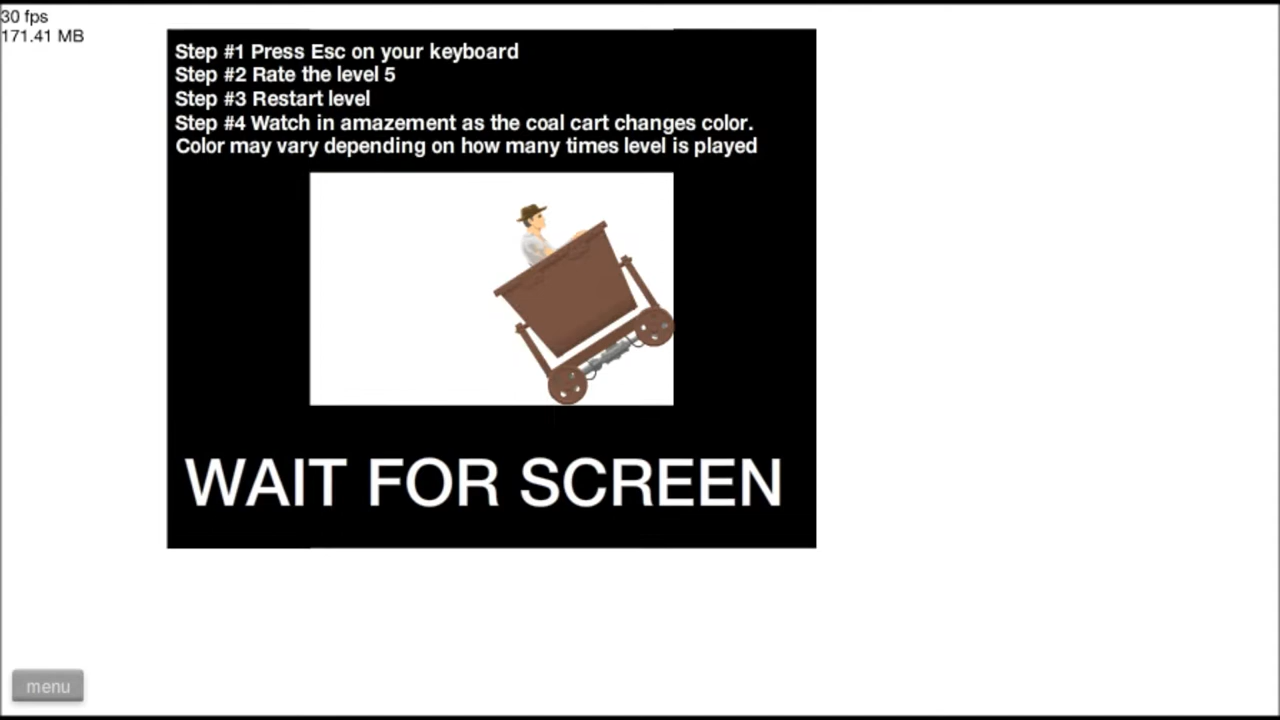 30 fps
171.41 MB
Step #1 Press Esc on your keyboard
Step #2 Rate the level 5
Step #3 Restart level
Step #4 Watch in amazement as the coal cart changes color.
Color may vary depending on how many times level is played
WAIT FOR SCREEN
menu